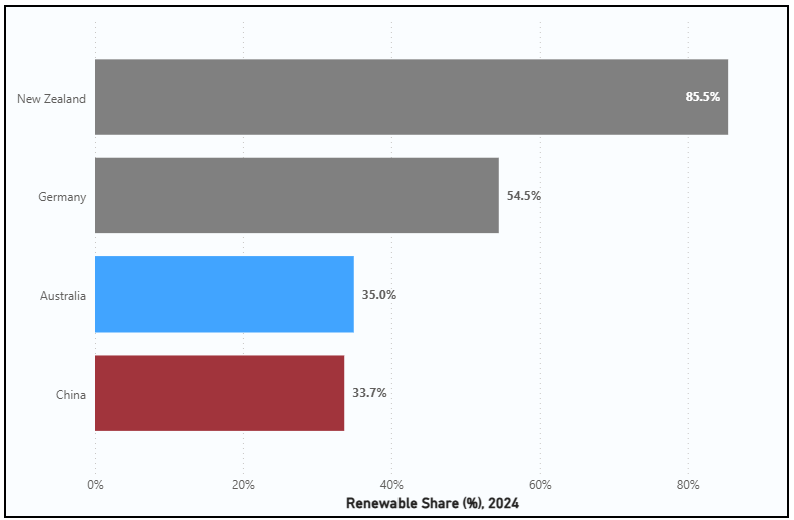 New Zealand
85.5%
Germany
54.5%
Australia
35.0%
China
33.7%
0%
20%
40%
60%
80%
Renewable Share (%), 2024